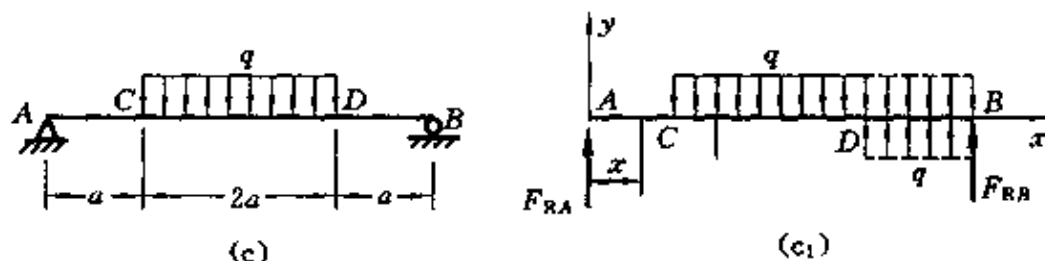 q
A C D B
a 2a a
(c)
y
q
A B
C D x
x q
F_RA F_RB
(c₁)